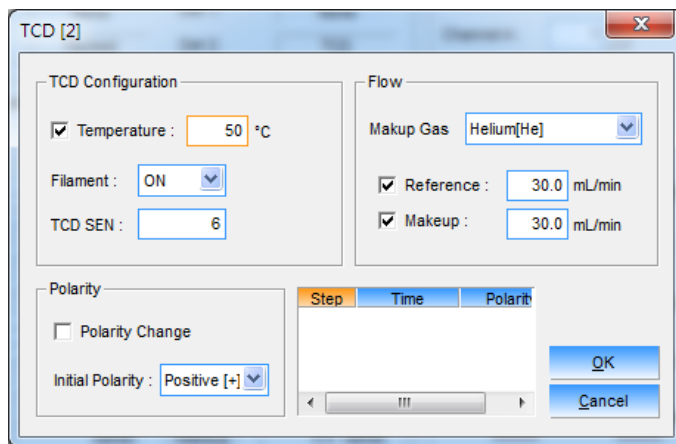 TCD [2]
TCD Configuration
Temperature : 50 °C
Filament : ON
TCD SEN : 6
Flow
Makup Gas Helium[He]
Reference : 30.0 mL/min
Makeup : 30.0 mL/min
Polarity
Polarity Change
Initial Polarity : Positive [+]
Step Time Polarit
OK
Cancel